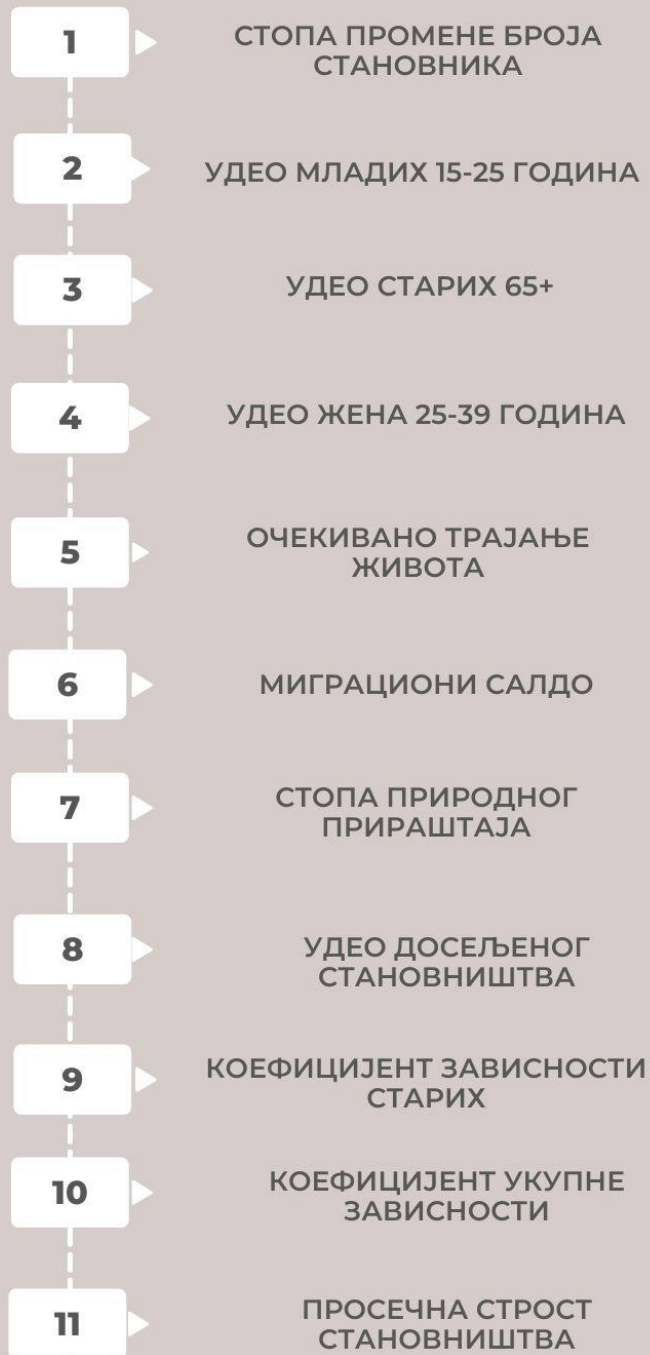 1
СТОПА ПРОМЕНЕ БРОЈА
СТАНОВНИКА
2
УДЕО МЛАДИХ 15-25 ГОДИНА
3
УДЕО СТАРИХ 65+
4
УДЕО ЖЕНА 25-39 ГОДИНА
5
ОЧЕКИВАНО ТРАЈАЊЕ
ЖИВОТА
6
МИГРАЦИОНИ САЛДО
7
СТОПА ПРИРОДНОГ
ПРИРАШТАЈА
8
УДЕО ДОСЕЉЕНОГ
СТАНОВНИШТВА
9
КОЕФИЦИЈЕНТ ЗАВИСНОСТИ
СТАРИХ
10
КОЕФИЦИЈЕНТ УКУПНЕ
ЗАВИСНОСТИ
11
ПРОСЕЧНА СТРОСТ
СТАНОВНИШТВА